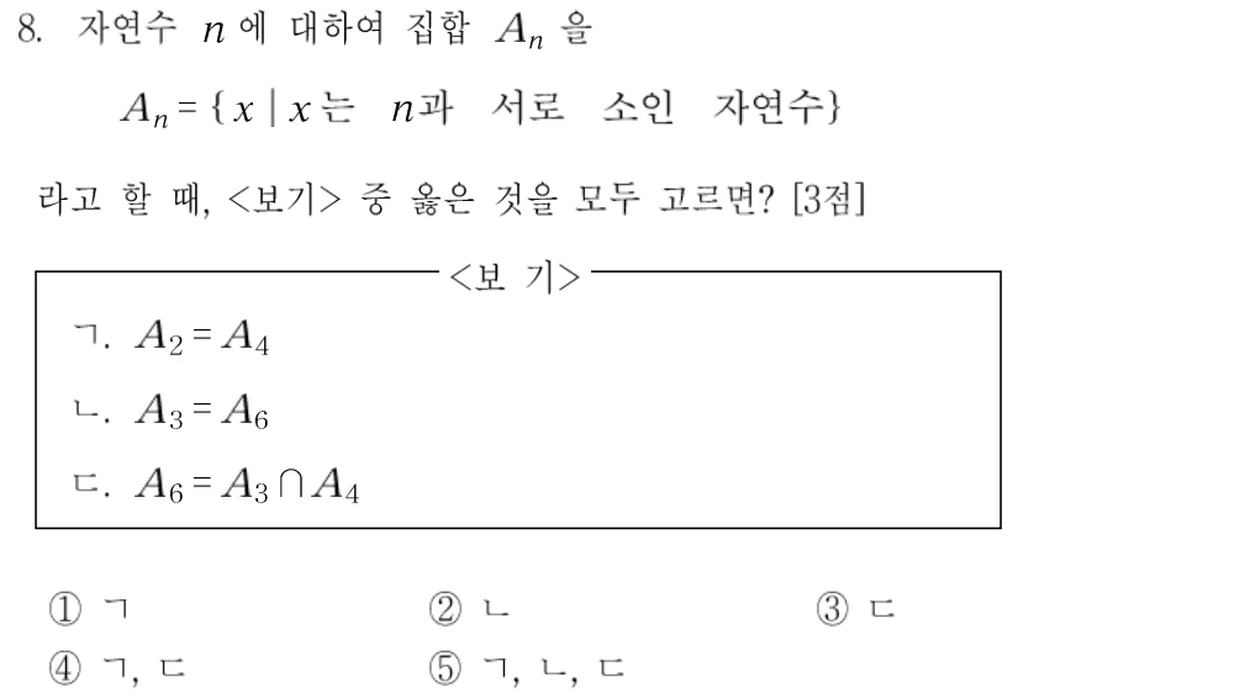 8. 자연수 n에 대하여 집합 Aₙ을
Aₙ = { x | x는 n과 서로 소인 자연수}
라고 할 때, <보기> 중 옳은 것을 모두 고르면? [3점]
<보 기>
ㄱ. A₂ = A₄
ㄴ. A₃ = A₆
ㄷ. A₆ = A₃ ∩ A₄
① ㄱ ② ㄴ ③ ㄷ
④ ㄱ, ㄷ ⑤ ㄱ, ㄴ, ㄷ